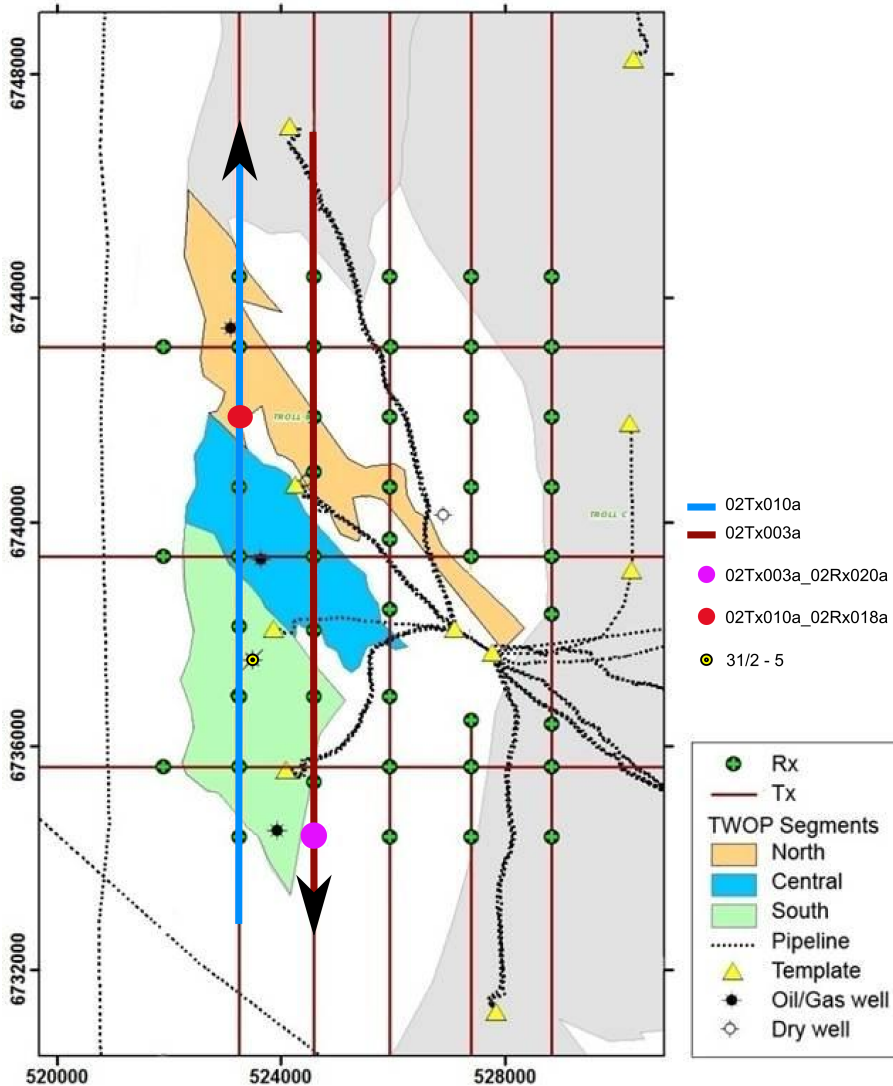 6748000
6744000
6740000
6736000
6732000
520000
524000
528000
TROLL C
02Tx010a
02Tx003a
02Tx003a_02Rx020a
02Tx010a_02Rx018a
31/2 - 5
Rx
Tx
TWOP Segments
North
Central
South
Pipeline
Template
Oil/Gas well
Dry well